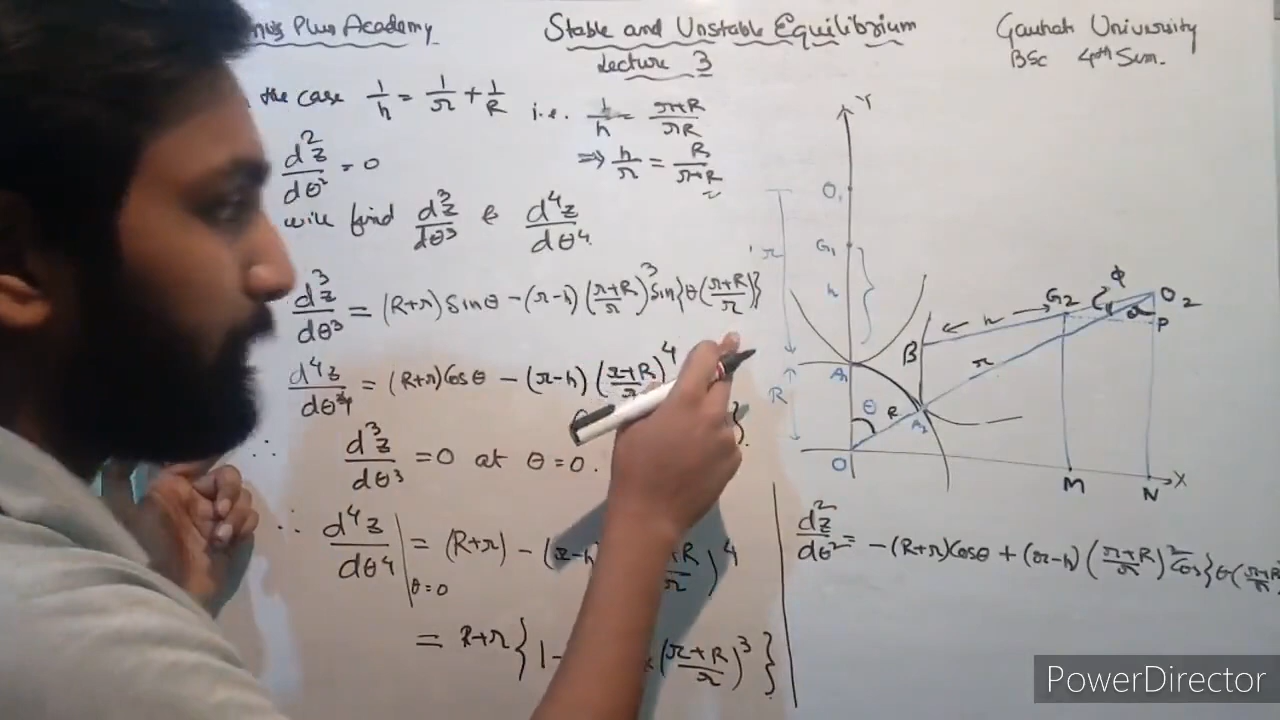 Plus Academy
Stable and Unstable Equilibrium
Lecture 3
Gauhati University
BSc 4th Sem.
the case 1/h = 1/r + 1/R i.e. 1/h = (r+R)/(rR)
d²z/dθ² = 0
⇒ h/r = R/(r+R)
will find d³z/dθ³ & d⁴z/dθ⁴
d³z/dθ³ = (R+r) Sinθ − (r−h) ((r+R)/r)³ Sin{θ((r+R)/r)}
d⁴z/dθ⁴ = (R+r) Cosθ − (r−h) ((r+R)/r)⁴
∴ d³z/dθ³ = 0 at θ = 0.
∴ d⁴z/dθ⁴ |θ=0 = (R+r) − (r−h) ((r+R)/r)⁴
= R+r {1− ((r+R)/r)³}
Y
O₁
G₁
r
h
A₁
R
θ
R
A₂
O
B
h
G₂
φ
O₂
α
P
r
M
N
X
d²z/dθ² = −(R+r)Cosθ + (r−h) ((r+R)/r)² Cos{θ((r+R)/r)
PowerDirector